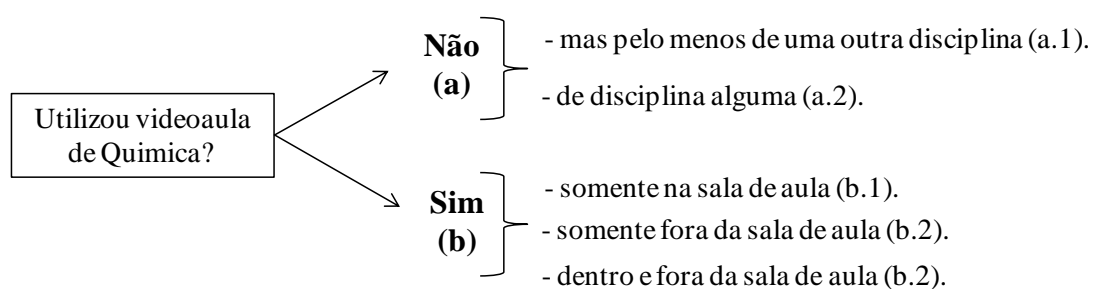 Utilizou videoaula
de Quimica?
Não
(a)
- mas pelo menos de uma outra disciplina (a.1).
- de disciplina alguma (a.2).
Sim
(b)
- somente na sala de aula (b.1).
- somente fora da sala de aula (b.2).
- dentro e fora da sala de aula (b.2).